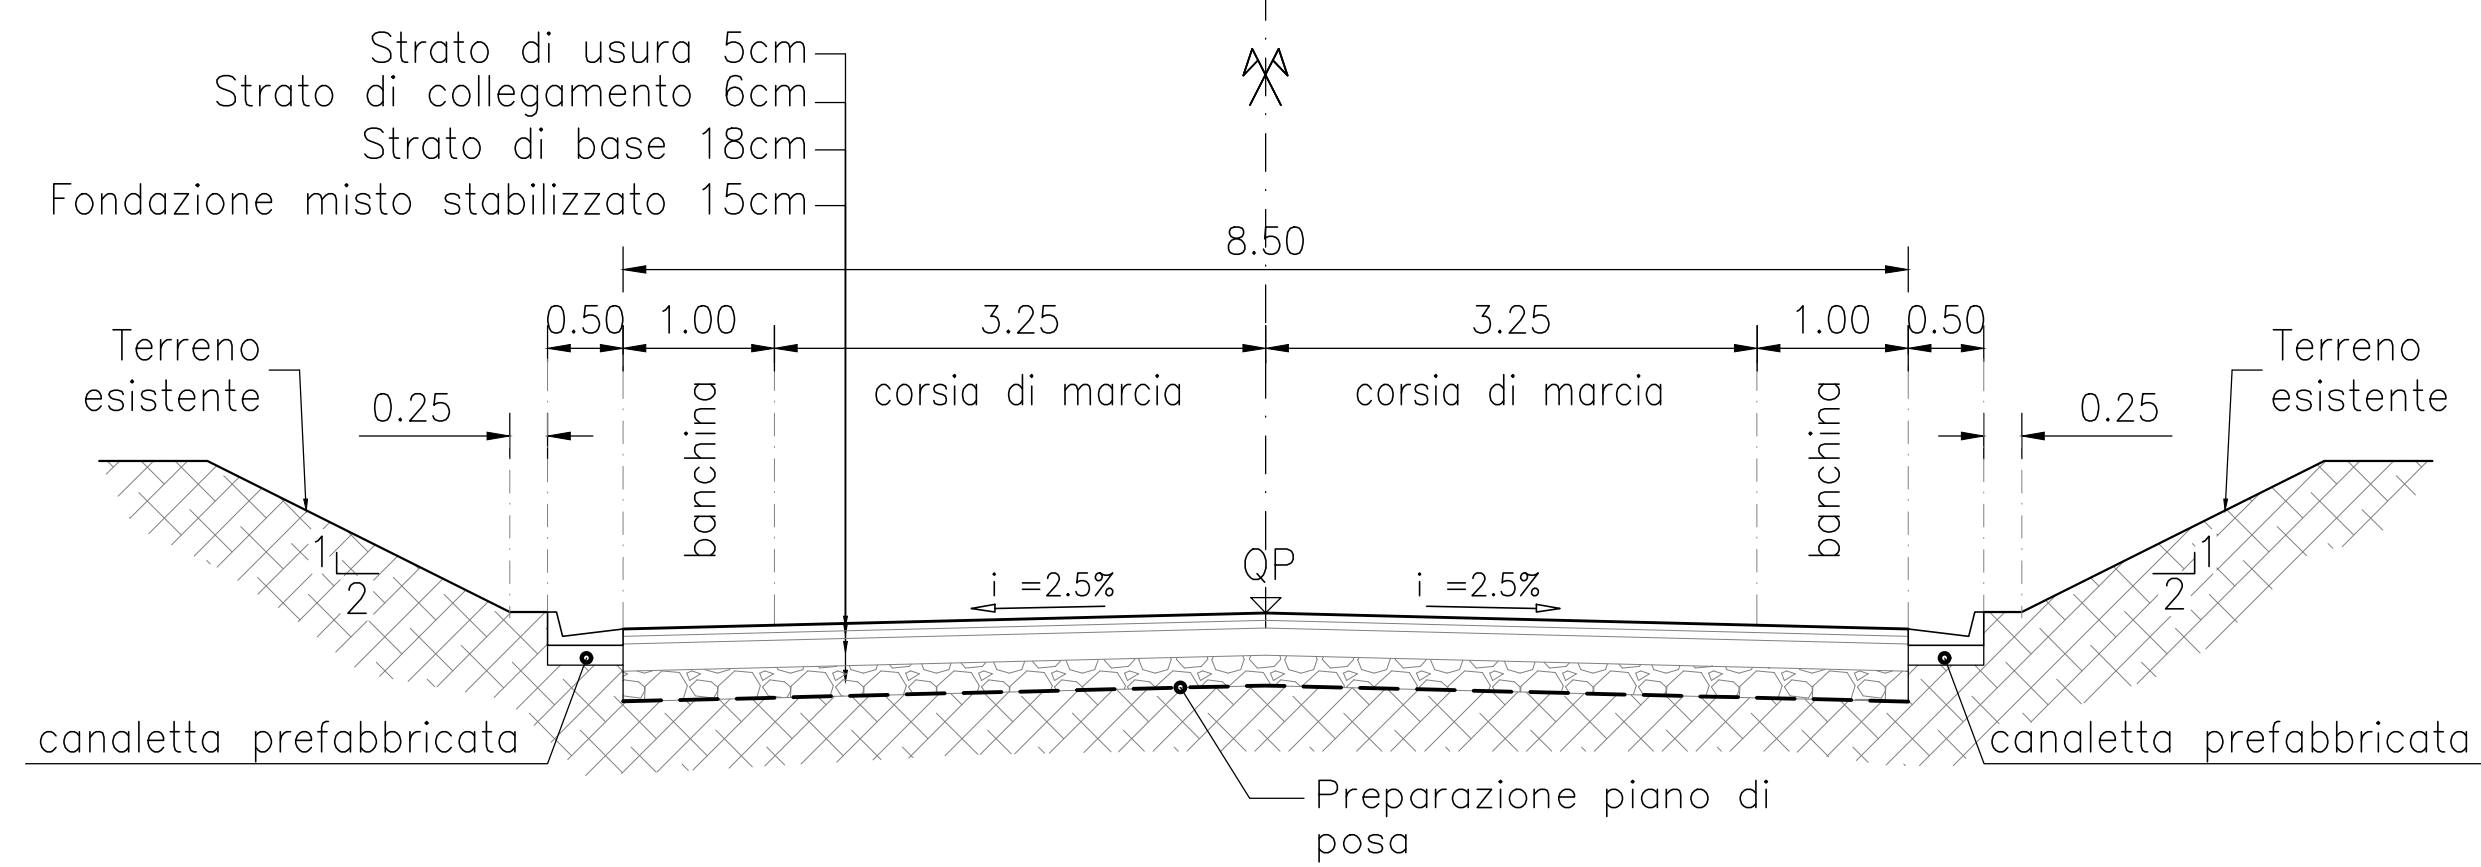 Strato di usura 5cm
Strato di collegamento 6cm
Strato di base 18cm
Fondazione misto stabilizzato 15cm
8.50
0.50 1.00 3.25 3.25 1.00 0.50
Terreno
esistente
Terreno
esistente
corsia di marcia corsia di marcia
0.25 0.25
banchina banchina
1
2
1
2
QP
i =2.5% i =2.5%
canaletta prefabbricata canaletta prefabbricata
Preparazione piano di
posa